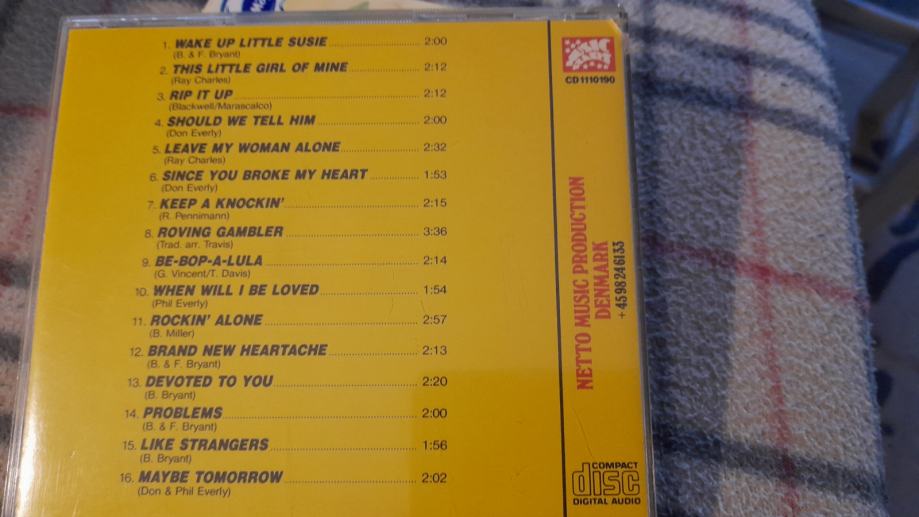 1. WAKE UP LITTLE SUSIE 2:00
(B. & F. Bryant)
2. THIS LITTLE GIRL OF MINE 2:12
(Ray Charles)
3. RIP IT UP 2:12
(Blackwell/Marascalco)
4. SHOULD WE TELL HIM 2:00
(Don Everly)
5. LEAVE MY WOMAN ALONE 2:32
(Ray Charles)
6. SINCE YOU BROKE MY HEART 1:53
(Don Everly)
7. KEEP A KNOCKIN' 2:15
(R. Pennimann)
8. ROVING GAMBLER 3:36
(Trad. arr. Travis)
9. BE-BOP-A-LULA 2:14
(G. Vincent/T. Davis)
10. WHEN WILL I BE LOVED 1:54
(Phil Everly)
11. ROCKIN' ALONE 2:57
(B. Miller)
12. BRAND NEW HEARTACHE 2:13
(B. & F. Bryant)
13. DEVOTED TO YOU 2:20
(B. Bryant)
14. PROBLEMS 2:00
(B. & F. Bryant)
15. LIKE STRANGERS 1:56
(B. Bryant)
16. MAYBE TOMORROW 2:02
(Don & Phil Everly)
CD 1110190
NETTO MUSIC PRODUCTION
DENMARK
+45 98 24 61 33
COMPACT
disc
DIGITAL AUDIO